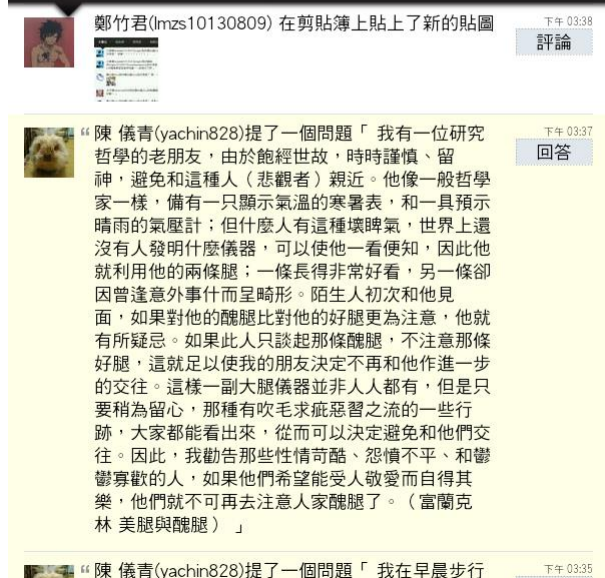 鄭竹君(lmzs10130809) 在剪貼簿上貼上了新的貼圖
下午 03:38
評論
“ 陳 儀青(yachin828)提了一個問題「 我有一位研究
哲學的老朋友，由於飽經世故，時時謹慎、留
神，避免和這種人（悲觀者）親近。他像一般哲學
家一樣，備有一只顯示氣溫的寒暑表，和一具預示
晴雨的氣壓計；但什麼人有這種壞脾氣，世界上還
沒有人發明什麼儀器，可以使他一看便知，因此他
就利用他的兩條腿；一條長得非常好看，另一條卻
因曾逢意外事什而呈畸形。陌生人初次和他見
面，如果對他的醜腿比對他的好腿更為注意，他就
有所疑忌。如果此人只談起那條醜腿，不注意那條
好腿，這就足以使我的朋友決定不再和他作進一步
的交往。這樣一副大腿儀器並非人人都有，但是只
要稍為留心，那種有吹毛求疵惡習之流的一些行
跡，大家都能看出來，從而可以決定避免和他們交
往。因此，我勸告那些性情苛酷、怨憤不平、和鬱
鬱寡歡的人，如果他們希望能受人敬愛而自得其
樂，他們就不可再去注意人家醜腿了。（富蘭克
林 美腿與醜腿） 」
下午 03:37
回答
“ 陳 儀青(yachin828)提了一個問題「 我在早晨步行
下午 03:35